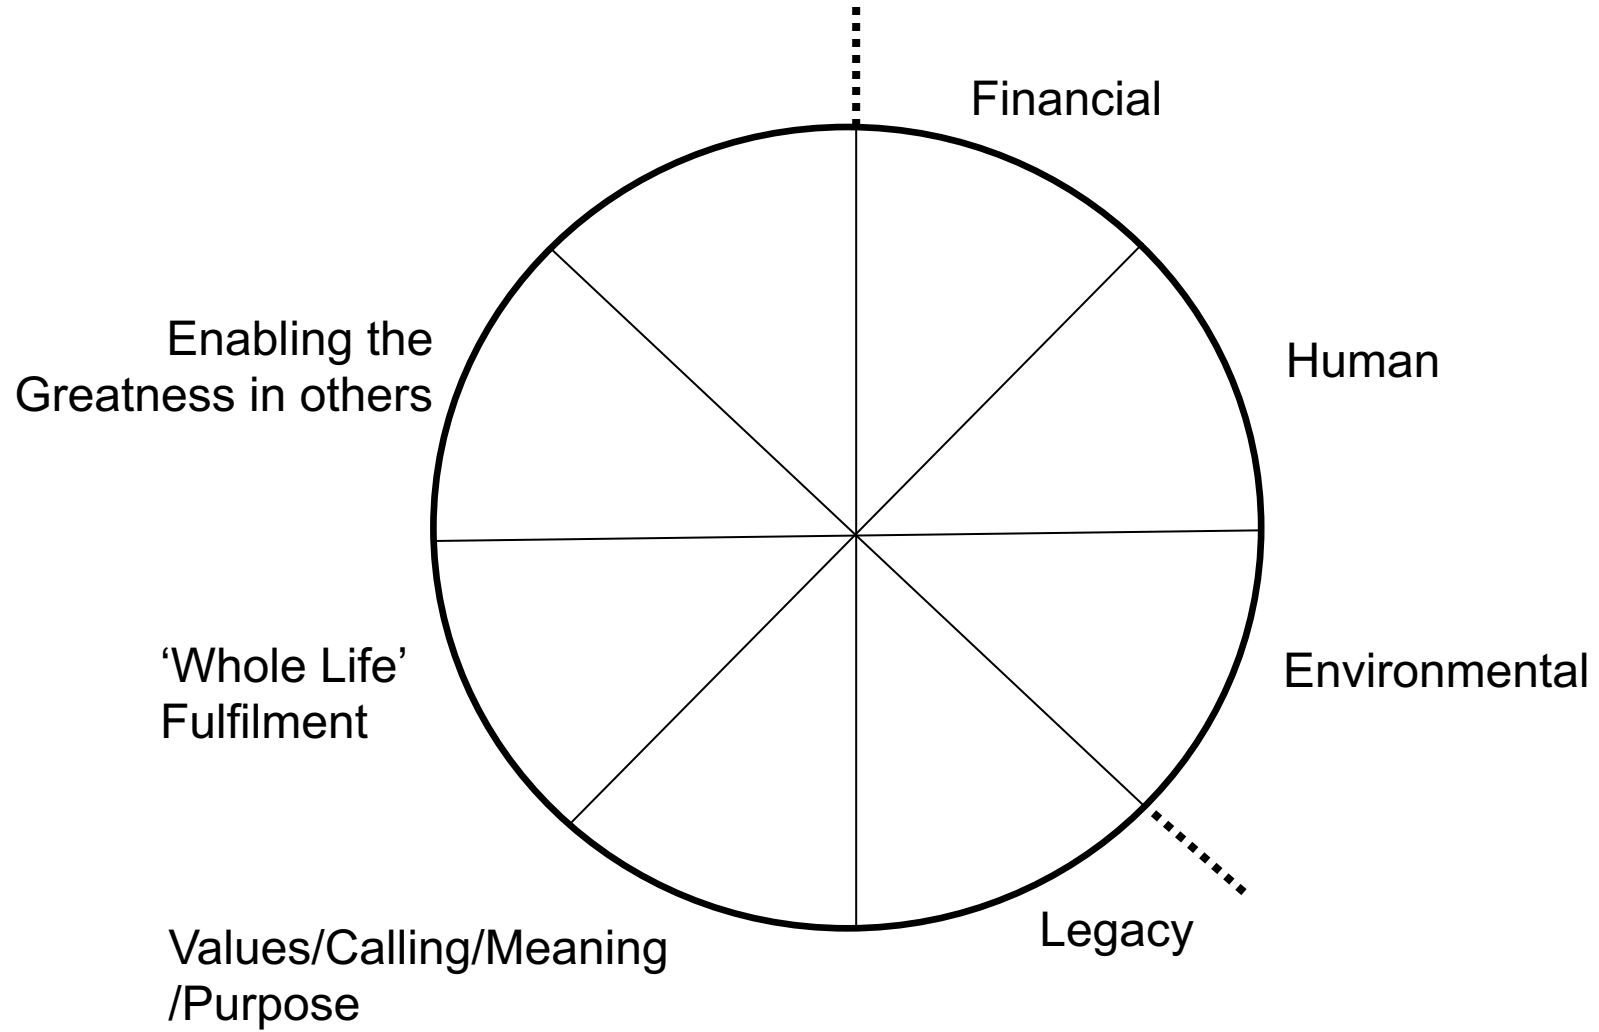 Financial
Human
Environmental
Legacy
Values/Calling/Meaning
/Purpose
‘Whole Life’
Fulfilment
Enabling the
Greatness in others